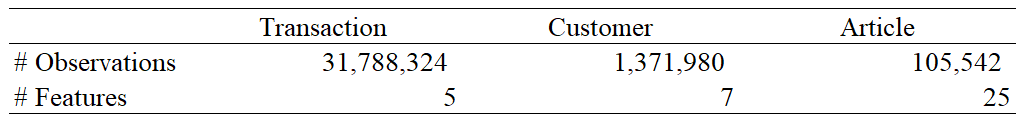 Transaction Customer Article
# Observations 31,788,324 1,371,980 105,542
# Features 5 7 25